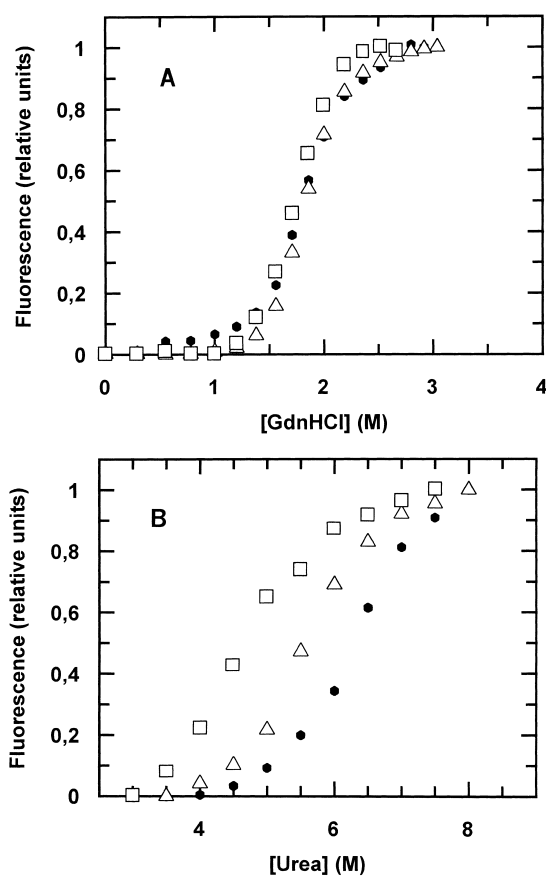 1
A
0,8
0,6
0,4
0,2
0
0 1 2 3 4
[GdnHCl] (M)
Fluorescence (relative units)
1
B
0,8
0,6
0,4
0,2
0
4 6 8
[Urea] (M)
Fluorescence (relative units)